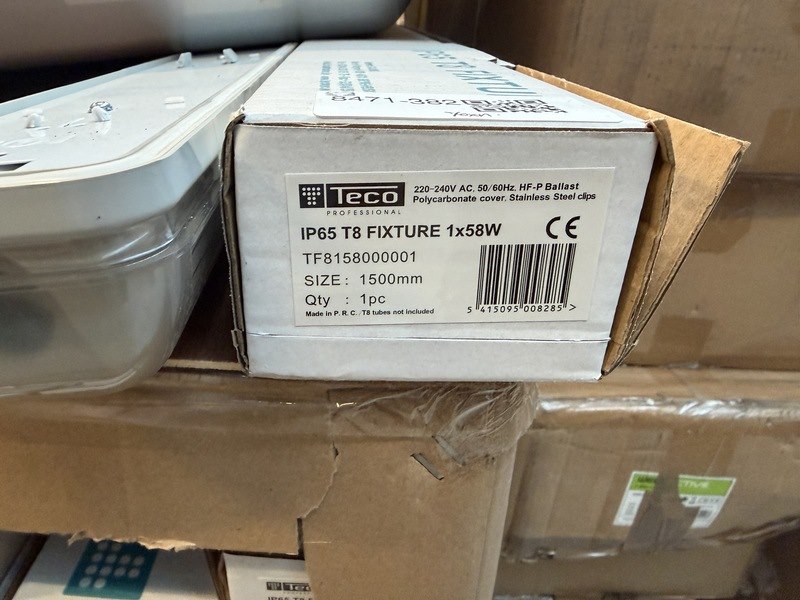 8471-382
Teco
PROFESSIONAL
220-240V AC, 50/60Hz, HF-P Ballast
Polycarbonate cover, Stainless Steel clips
IP65 T8 FIXTURE 1x58W
CE
TF8158000001
SIZE : 1500mm
Qty : 1pc
Made in P. R. C. T8 tubes not included
5 415095 008285 >
Teco